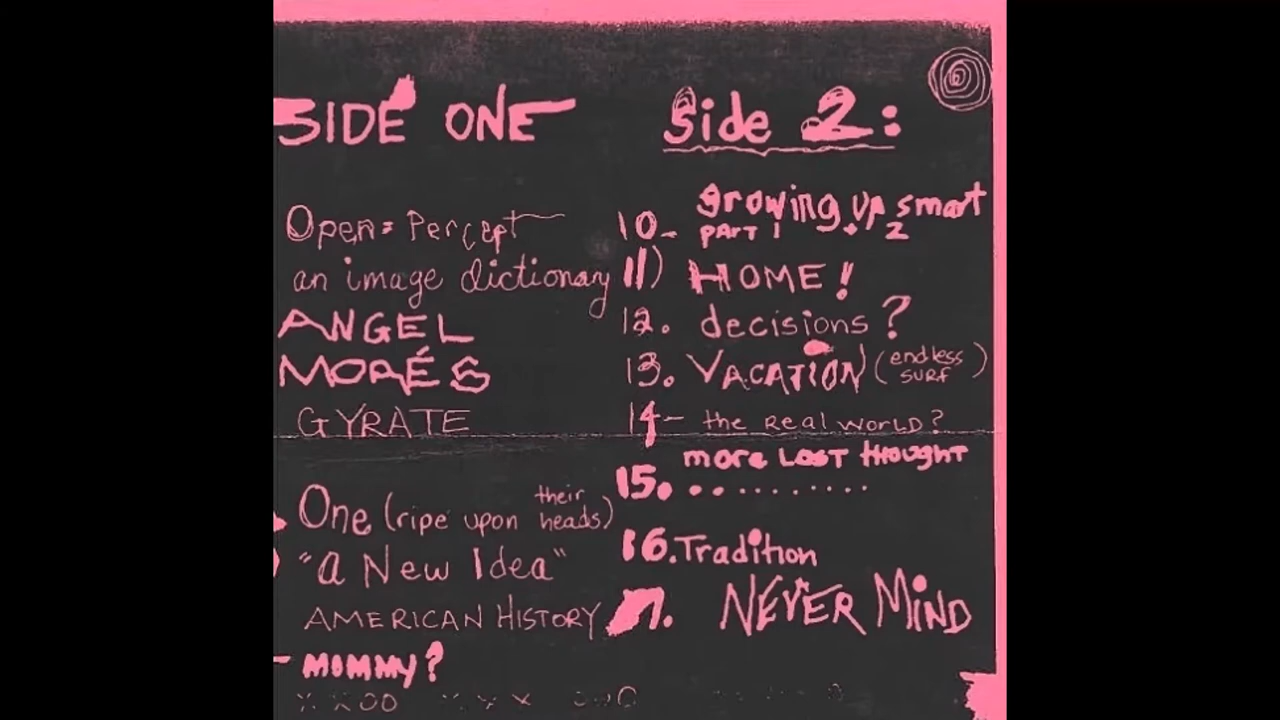 SIDE ONE
Open = Percept
an image dictionary
ANGEL
MORÉS
GYRATE
One (ripe upon their heads)
"a New Idea"
AMERICAN HISTORY
MOMMY?
Side 2:
10- growing up smart
PART 1 + 2
11) HOME!
12. decisions?
13. VACATION (endless SURF)
14- the Real WORLD?
15. more LOST thought
..........
16. Tradition
17. NEVER MIND